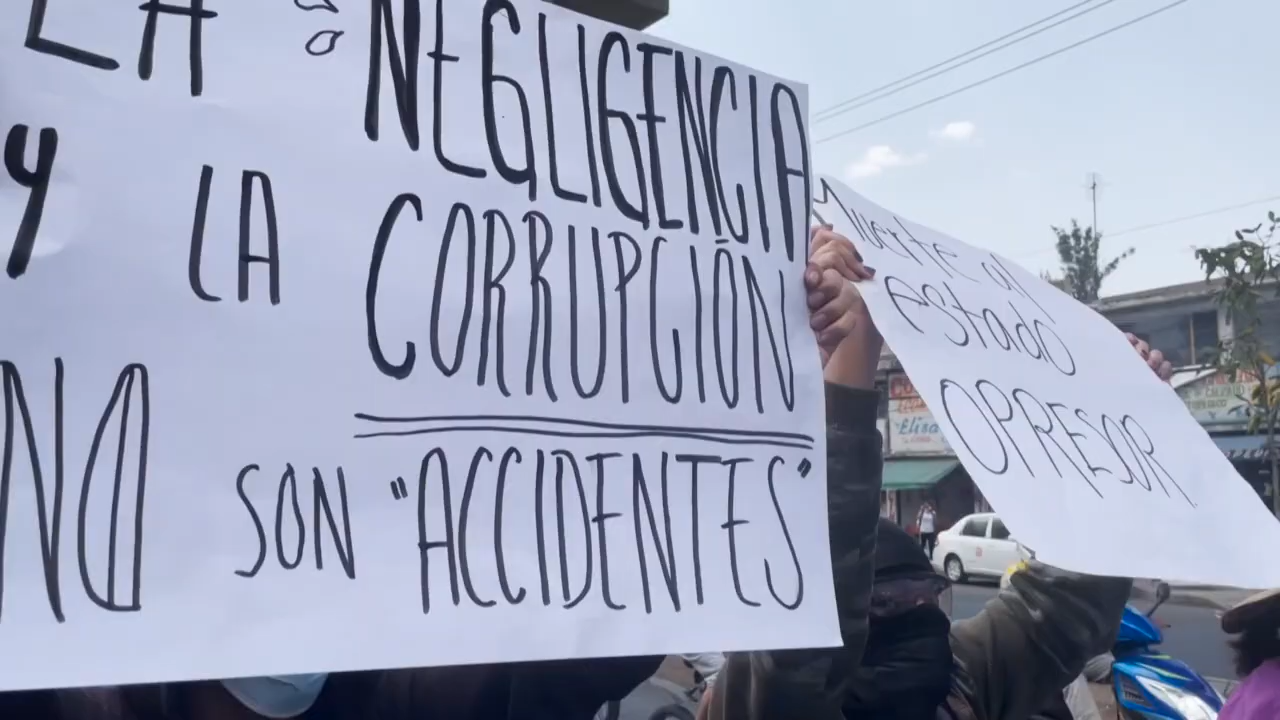 LA NEGLIGENCIA
Y LA CORRUPCIÓN
NO SON "ACCIDENTES"
Muerte al
estado
OPRESOR
Elisa